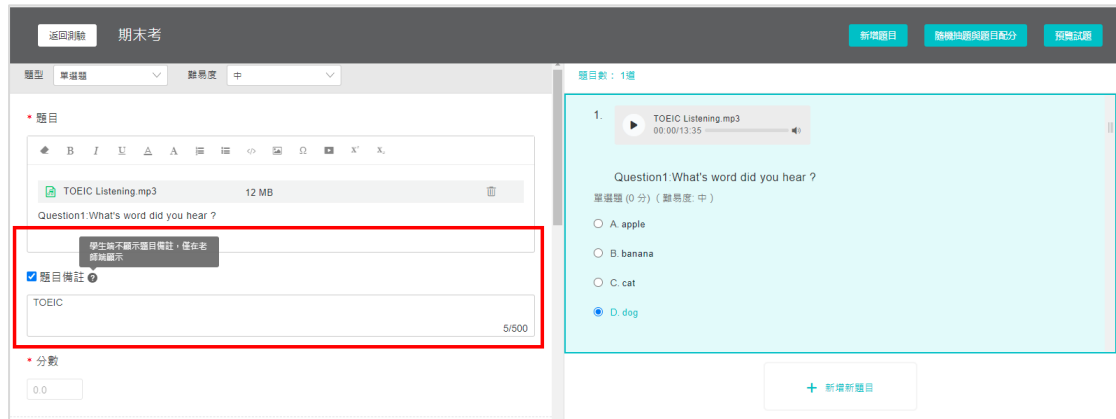 返回測驗 期末考 新增題目 隨機抽題與題目配分 預覽試題
題型 單選題 難易度 中
* 題目
B I U A A </> Ω X˄ X˅
TOEIC Listening.mp3 12 MB
Question1:What's word did you hear ?
學生端不顯示題目備註，僅在老
師端顯示
題目備註 ?
TOEIC
5/500
* 分數
0.0
題目數： 1道
1.
TOEIC Listening.mp3
00:00/13:35
Question1:What's word did you hear ?
單選題 (0 分) （ 難易度: 中 ）
A. apple
B. banana
C. cat
D. dog
+ 新增新題目